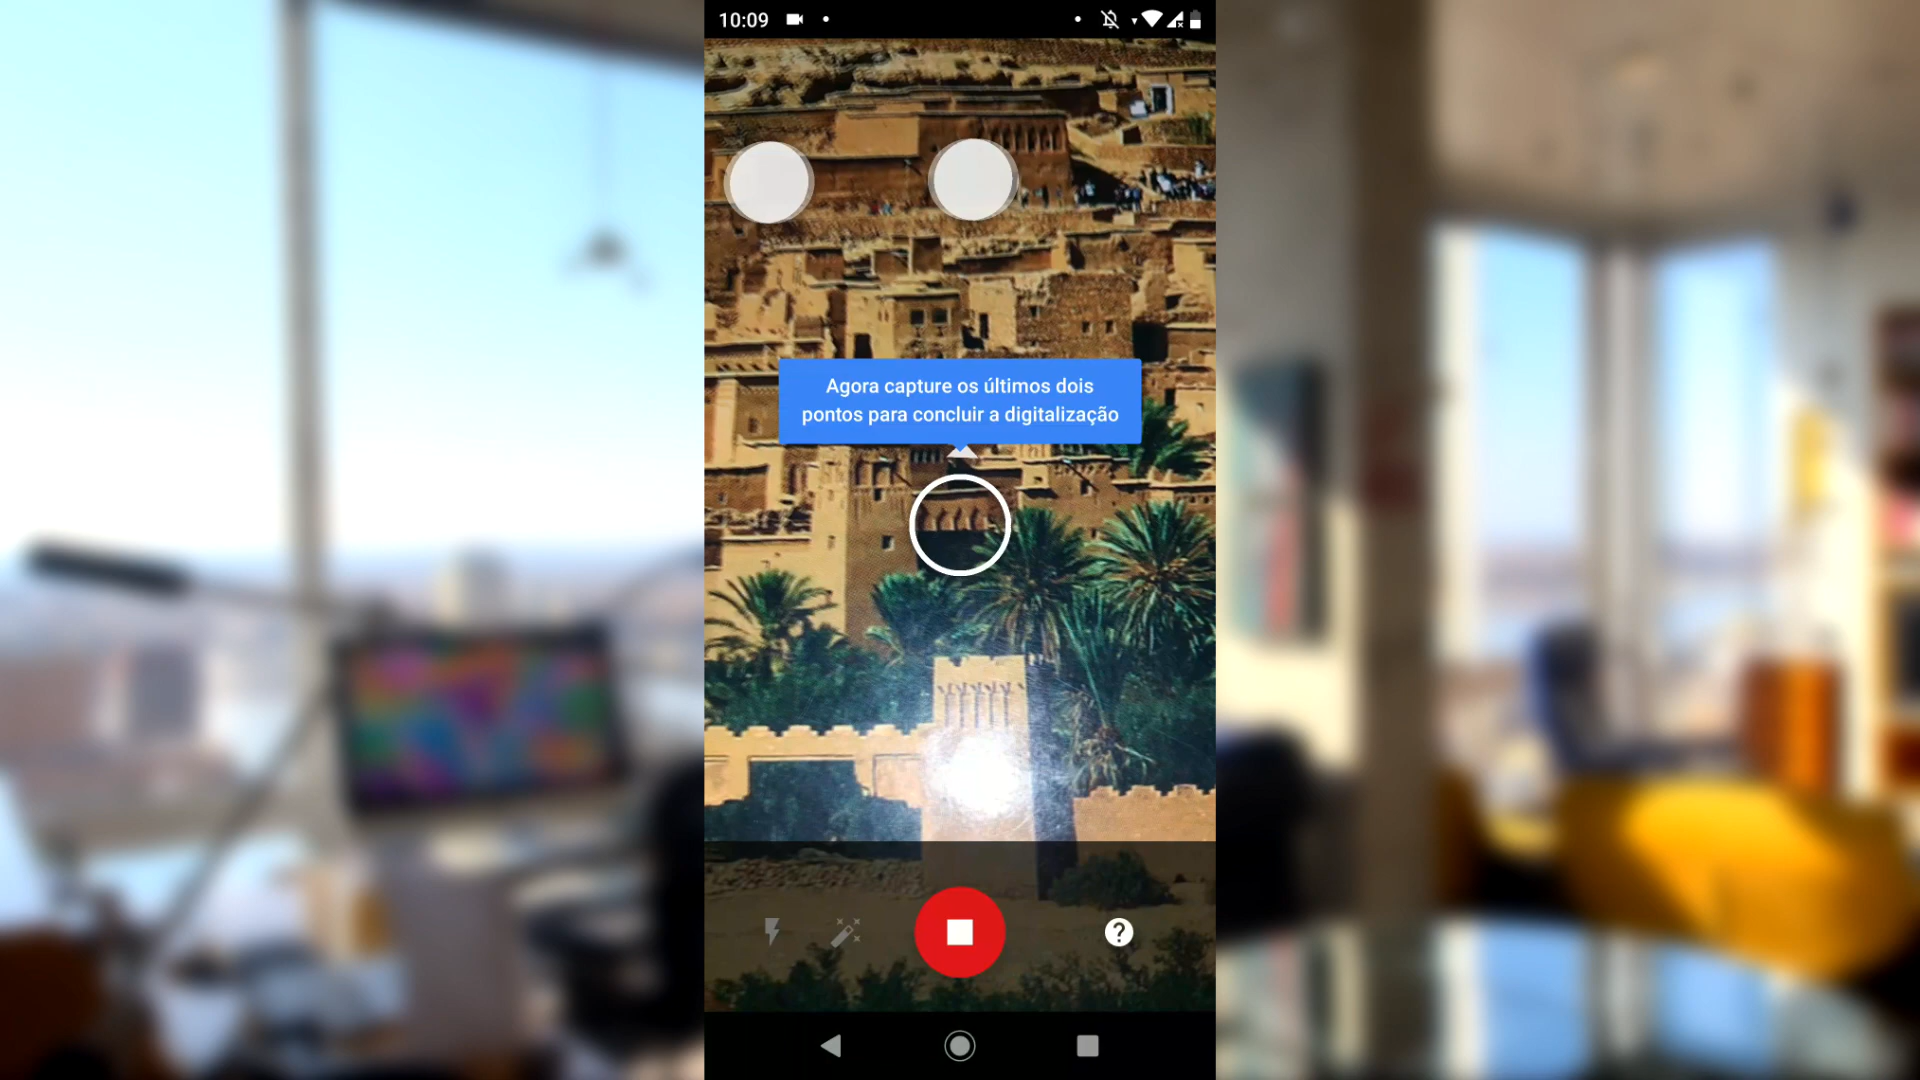 10:09
Agora capture os últimos dois
pontos para concluir a digitalização
?